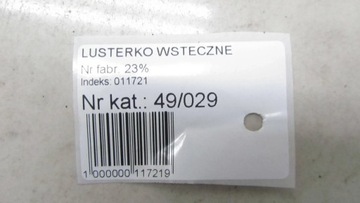 LUSTERKO WSTECZNE
Nr fabr. 23%
Indeks: 011721
Nr kat.: 49/029
1 000000 117219